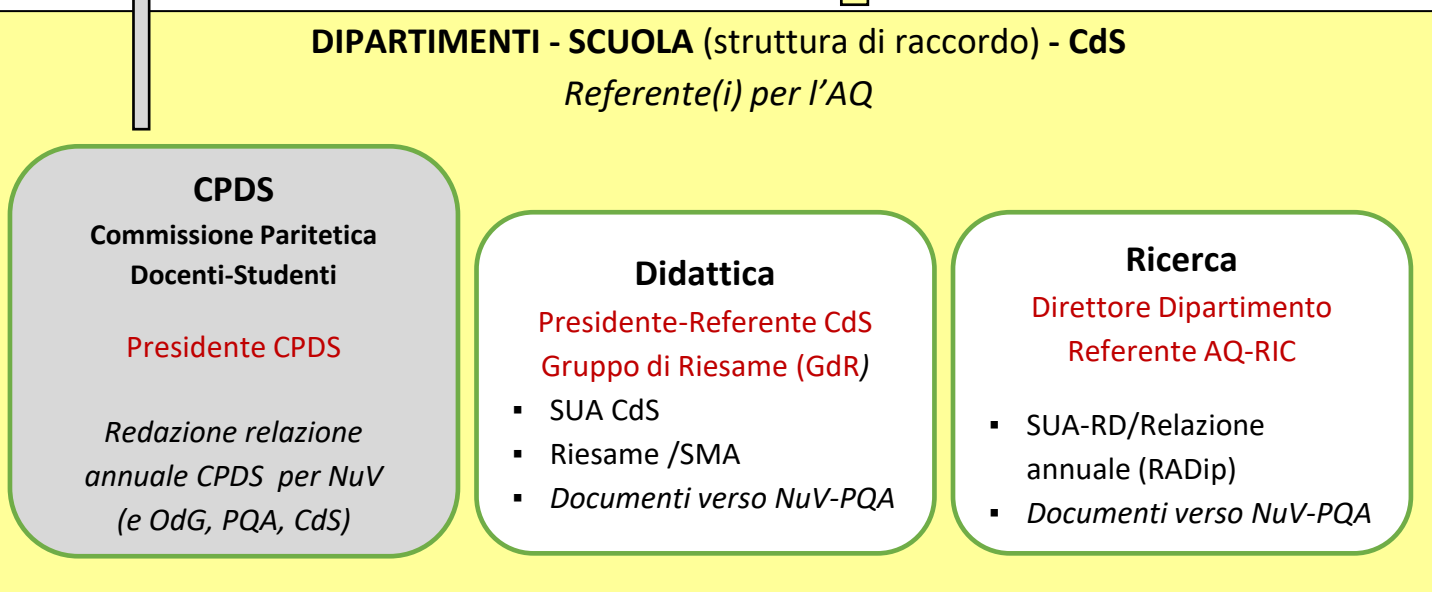 DIPARTIMENTI - SCUOLA (struttura di raccordo) - CdS
Referente(i) per l’AQ
CPDS
Commissione Paritetica
Docenti-Studenti
Presidente CPDS
Redazione relazione
annuale CPDS per NuV
(e OdG, PQA, CdS)
Didattica
Presidente-Referente CdS
Gruppo di Riesame (GdR)
▪ SUA CdS
▪ Riesame /SMA
▪ Documenti verso NuV-PQA
Ricerca
Direttore Dipartimento
Referente AQ-RIC
▪ SUA-RD/Relazione
annuale (RADip)
▪ Documenti verso NuV-PQA